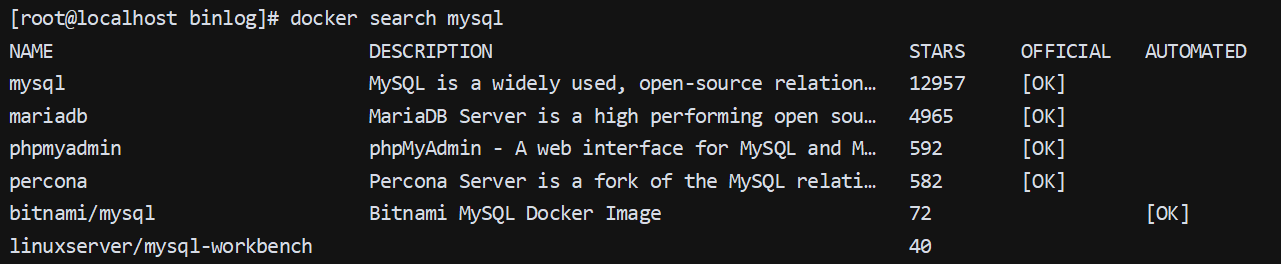 [root@localhost binlog]# docker search mysql
NAME DESCRIPTION STARS OFFICIAL AUTOMATED
mysql MySQL is a widely used, open-source relation… 12957 [OK]
mariadb MariaDB Server is a high performing open sou… 4965 [OK]
phpmyadmin phpMyAdmin - A web interface for MySQL and M… 592 [OK]
percona Percona Server is a fork of the MySQL relati… 582 [OK]
bitnami/mysql Bitnami MySQL Docker Image 72 [OK]
linuxserver/mysql-workbench 40